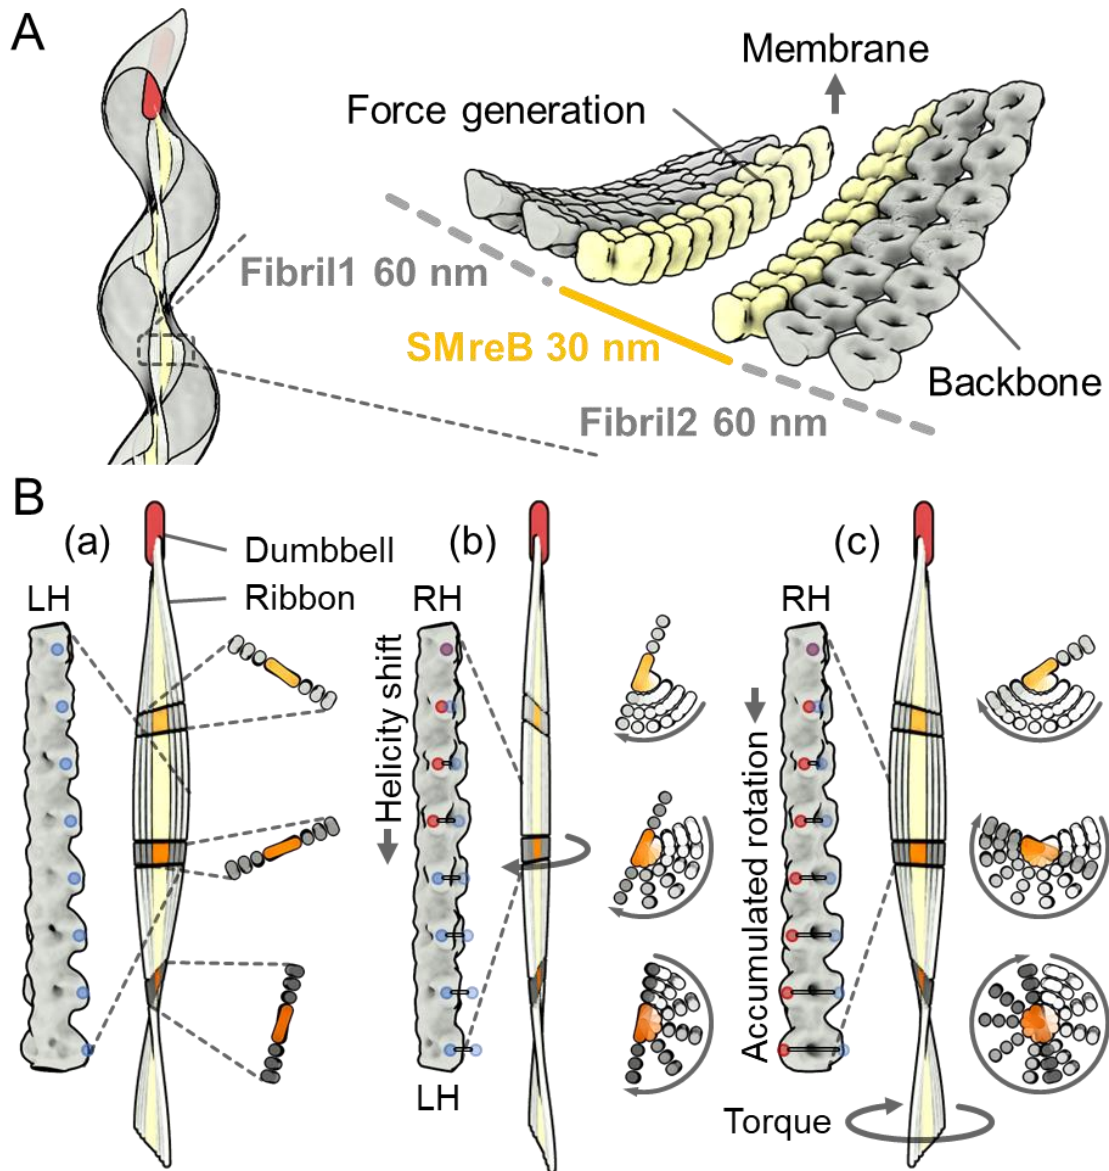 A
Membrane
Force generation
Fibril1 60 nm
SMreB 30 nm
Fibril2 60 nm
Backbone
B
(a)
Dumbbell
Ribbon
LH
(b)
RH
Helicity shift
LH
(c)
RH
Accumulated rotation
Torque